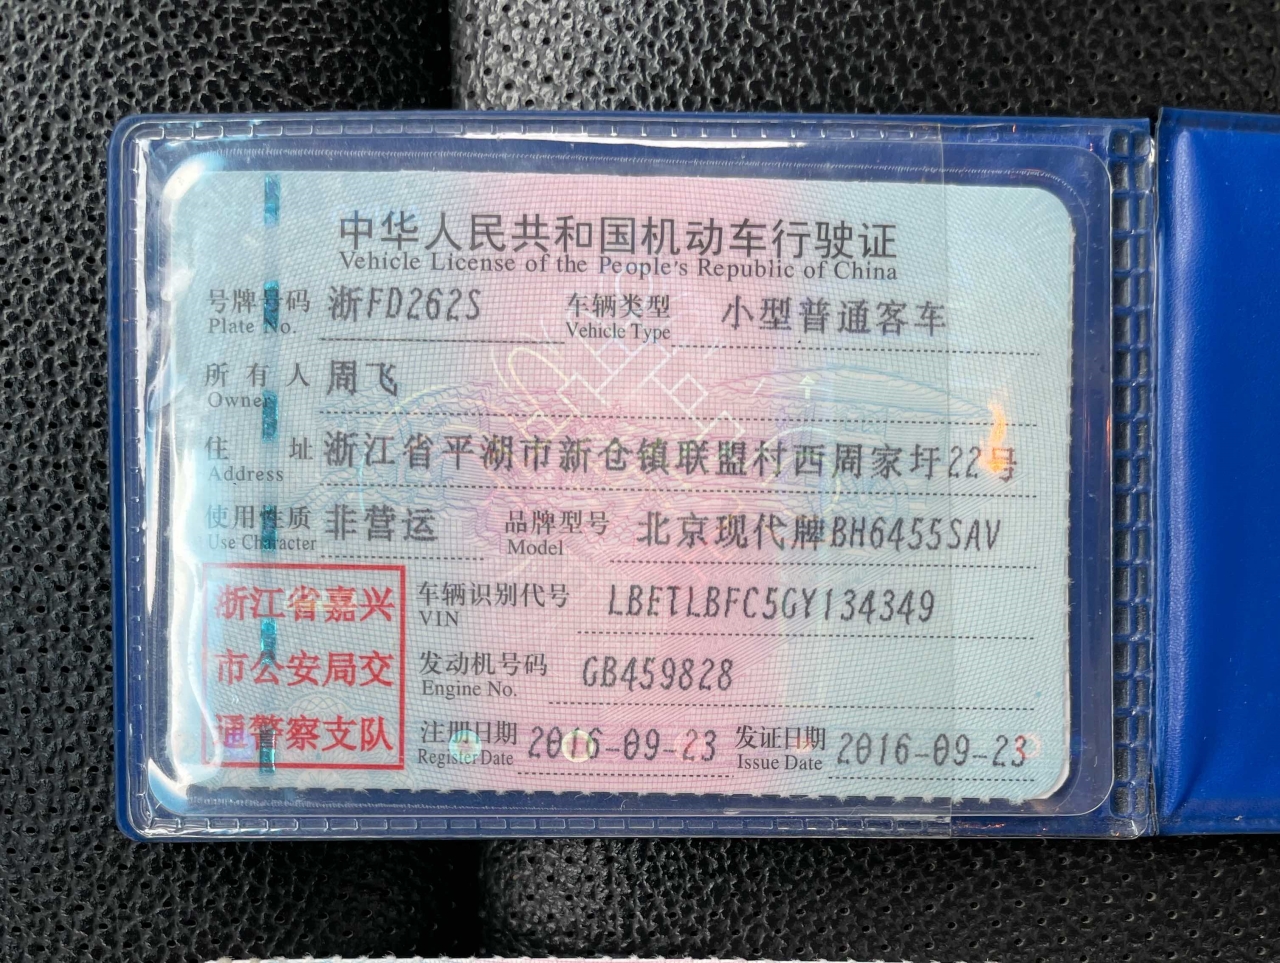 中华人民共和国机动车行驶证
Vehicle License of the People's Republic of China
号牌号码 浙FD262S 车辆类型 小型普通客车
Plate No. Vehicle Type
所有人 周飞
Owner
住址 浙江省平湖市新仓镇联盟村西周家圩22号
Address
使用性质 非营运 品牌型号 北京现代牌BH6455SAV
Use Character Model
浙江省嘉兴
市公安局交
通警察支队
车辆识别代号 LBETLBFC5GY134349
VIN
发动机号码 GB459828
Engine No.
注册日期 2016-09-23 发证日期 2016-09-23
Register Date Issue Date